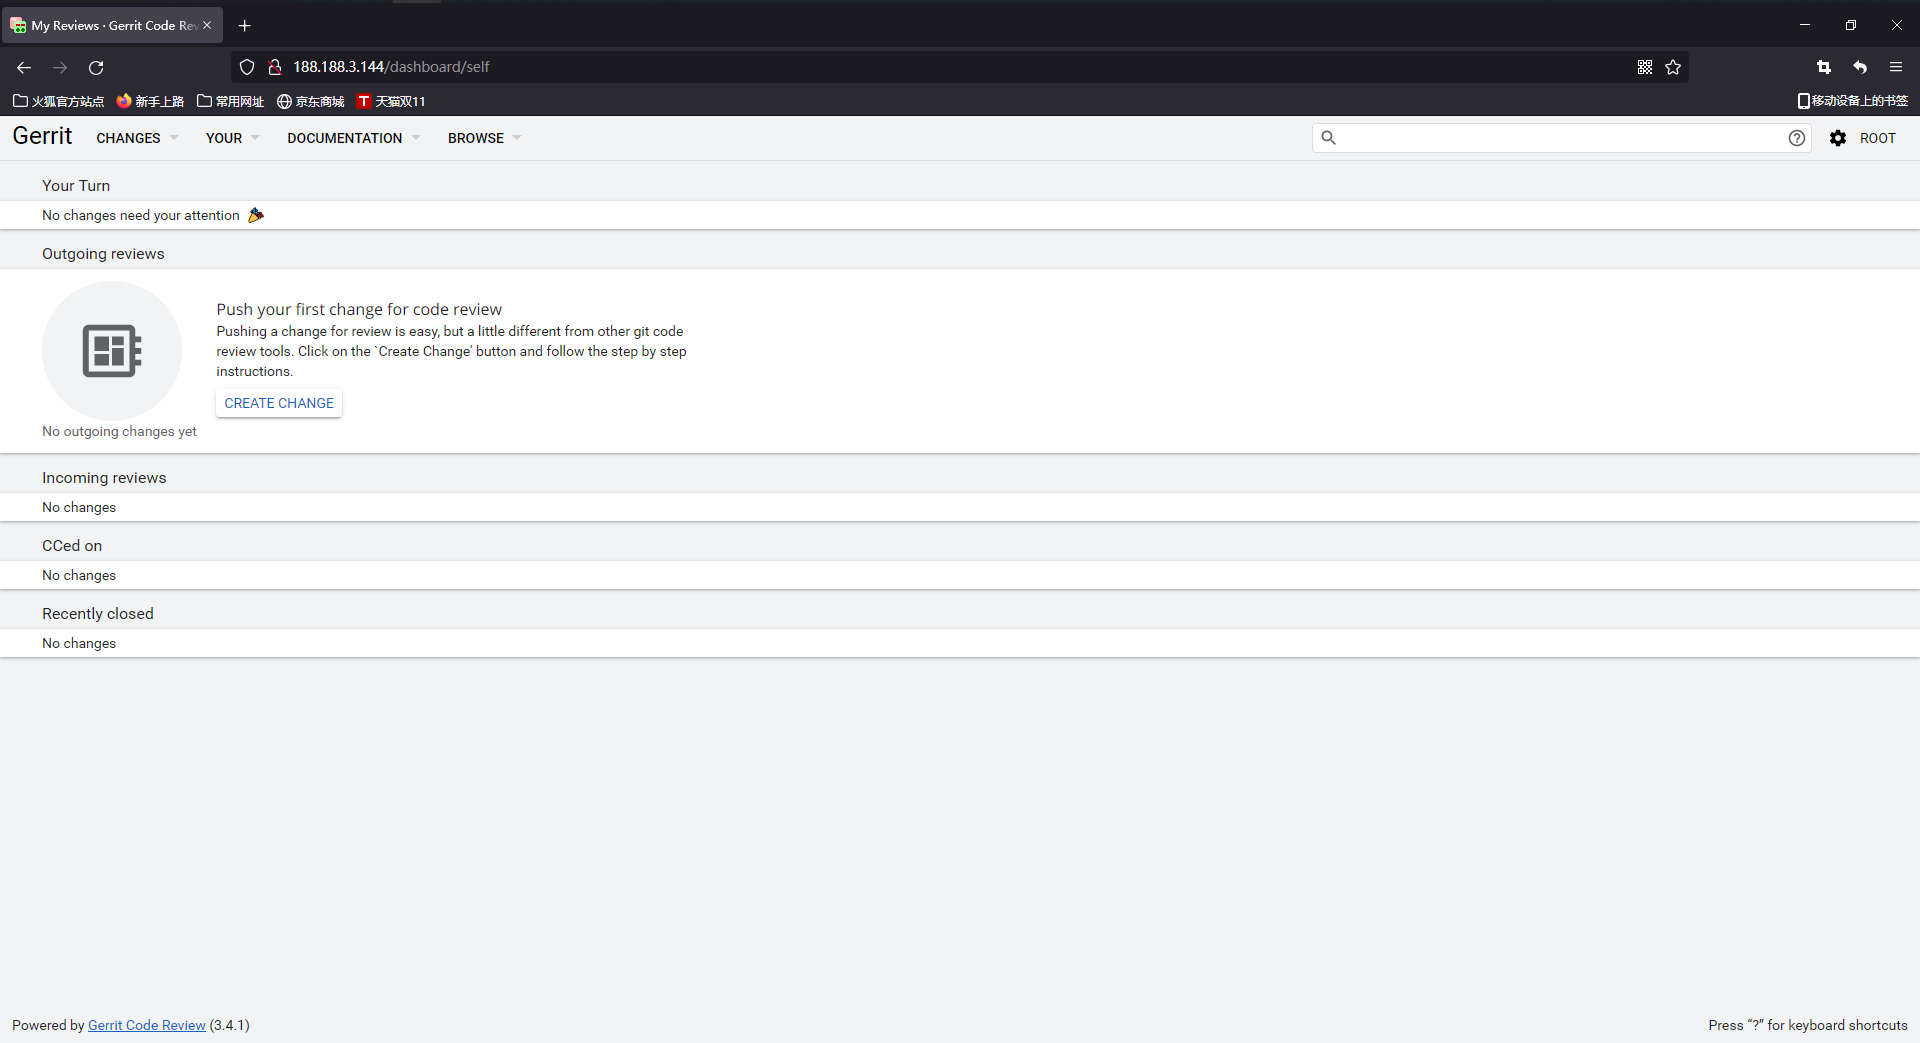 My Reviews · Gerrit Code Rev
188.188.3.144/dashboard/self
火狐官方站点 新手上路 常用网址 京东商城 T 天猫双11 移动设备上的书签
Gerrit CHANGES YOUR DOCUMENTATION BROWSE ROOT
Your Turn
No changes need your attention
Outgoing reviews
Push your first change for code review
Pushing a change for review is easy, but a little different from other git code
review tools. Click on the `Create Change' button and follow the step by step
instructions.
CREATE CHANGE
No outgoing changes yet
Incoming reviews
No changes
CCed on
No changes
Recently closed
No changes
Powered by Gerrit Code Review (3.4.1) Press “?” for keyboard shortcuts